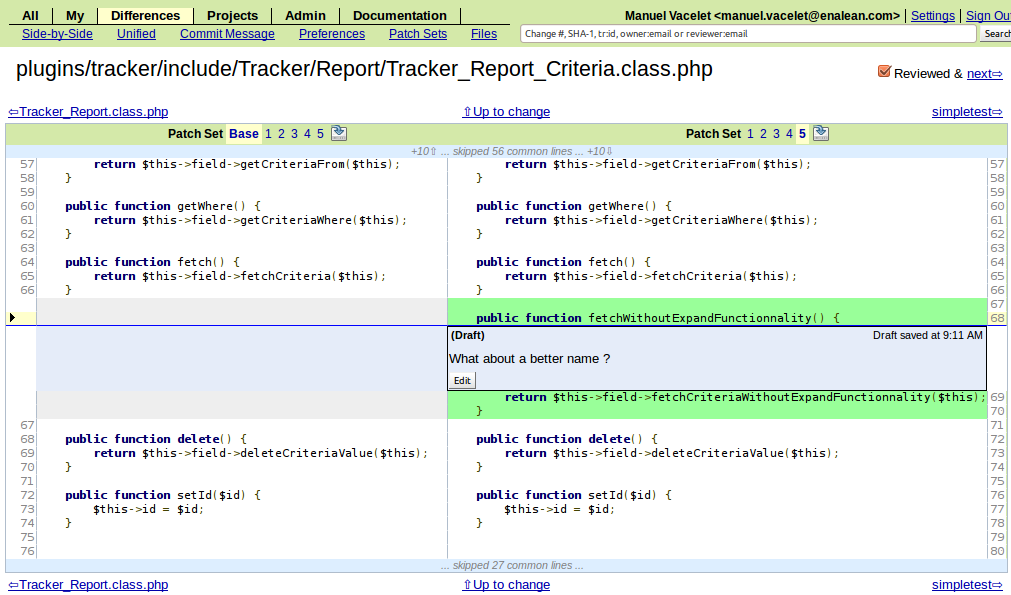 All My Differences Projects Admin Documentation Manuel Vacelet <manuel.vacelet@enalean.com> Settings Sign Ou
Side-by-Side Unified Commit Message Preferences Patch Sets Files Change #, SHA-1, tr:id, owner:email or reviewer:email Search
plugins/tracker/include/Tracker/Report/Tracker_Report_Criteria.class.php Reviewed & next⇨
⇦Tracker_Report.class.php ⇧Up to change simpletest⇨
Patch Set Base 1 2 3 4 5 Patch Set 1 2 3 4 5
+10⇧ ... skipped 56 common lines ... +10⇩
57 return $this->field->getCriteriaFrom($this); return $this->field->getCriteriaFrom($this); 57
58 } } 58
59 59
60 public function getWhere() { public function getWhere() { 60
61 return $this->field->getCriteriaWhere($this); return $this->field->getCriteriaWhere($this); 61
62 } } 62
63 63
64 public function fetch() { public function fetch() { 64
65 return $this->field->fetchCriteria($this); return $this->field->fetchCriteria($this); 65
66 } } 66
67
public function fetchWithoutExpandFunctionnality() { 68
(Draft) Draft saved at 9:11 AM
What about a better name ?
Edit
return $this->field->fetchCriteriaWithoutExpandFunctionnality($this); 69
} 70
67 71
68 public function delete() { public function delete() { 72
69 return $this->field->deleteCriteriaValue($this); return $this->field->deleteCriteriaValue($this); 73
70 } } 74
71 75
72 public function setId($id) { public function setId($id) { 76
73 $this->id = $id; $this->id = $id; 77
74 } } 78
75 79
76 80
... skipped 27 common lines ...
⇦Tracker_Report.class.php ⇧Up to change simpletest⇨